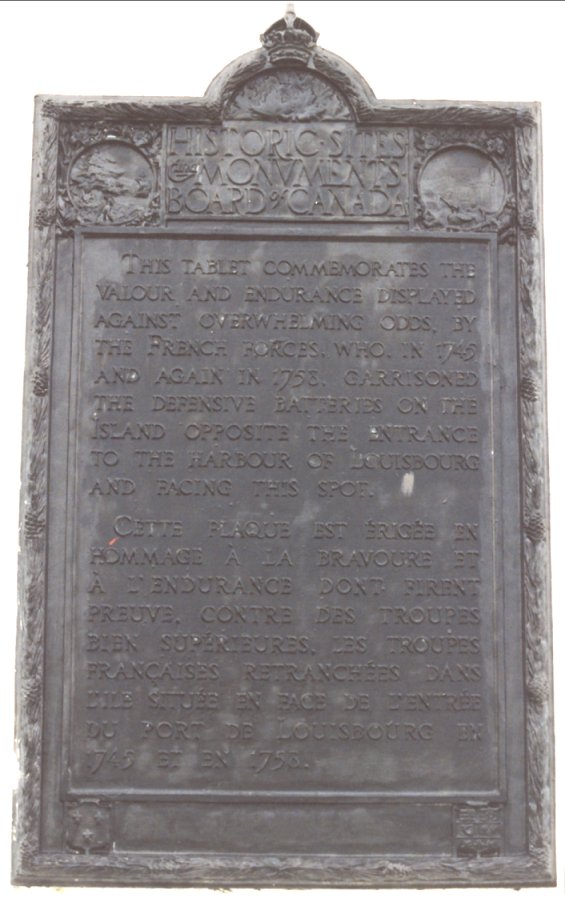 HISTORIC·SITES
AND MONVMENTS·
BOARD of CANADA
THIS TABLET COMMEMORATES THE
VALOUR AND ENDURANCE DISPLAYED
AGAINST OVERWHELMING ODDS, BY
THE FRENCH FORCES, WHO, IN 1745
AND AGAIN IN 1758, GARRISONED
THE DEFENSIVE BATTERIES ON THE
ISLAND OPPOSITE THE ENTRANCE
TO THE HARBOUR OF LOUISBOURG
AND FACING THIS SPOT.
CETTE PLAQUE EST ÉRIGÉE EN
HOMMAGE À LA BRAVOURE ET
À L'ENDURANCE DONT FIRENT
PREUVE, CONTRE DES TROUPES
BIEN SUPÉRIEURES, LES TROUPES
FRANÇAISES RETRANCHÉES DANS
L'ILE SITUÉE EN FACE DE L'ENTRÉE
DU PORT DE LOUISBOURG EN
1745 ET EN 1758.